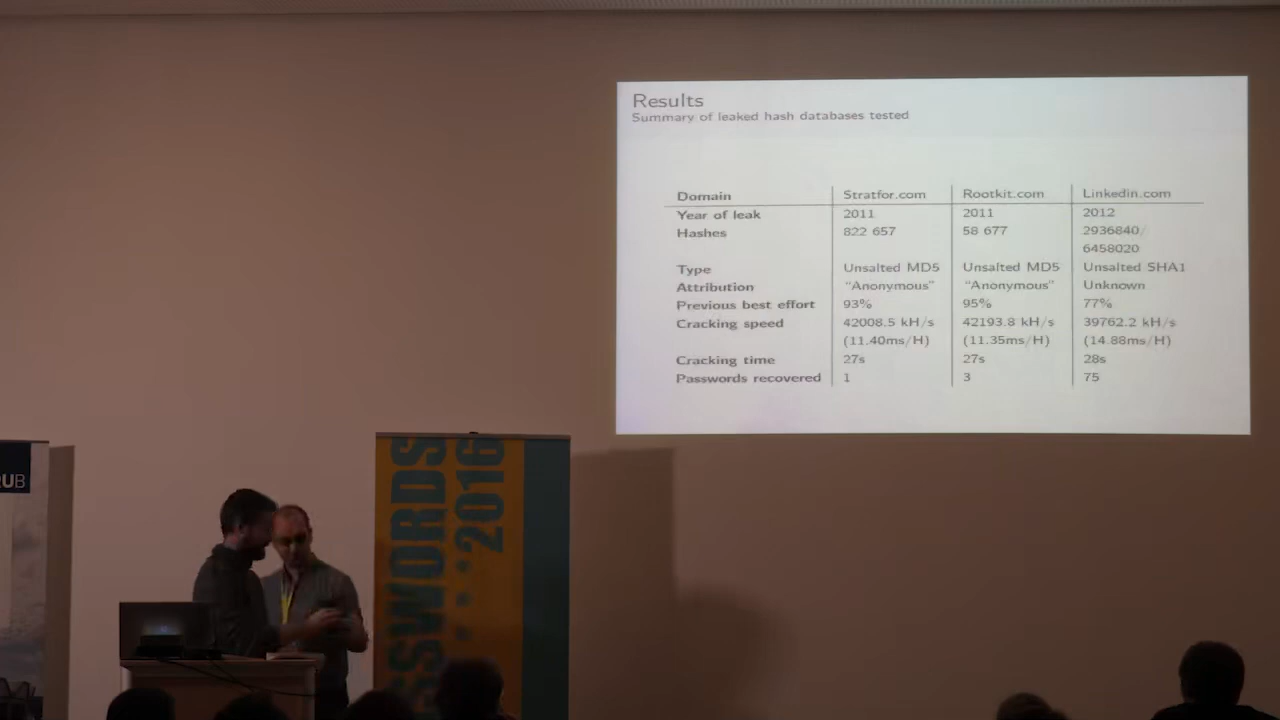 Results
Summary of leaked hash databases tested
Domain Stratfor.com Rootkit.com Linkedin.com
Year of leak 2011 2011 2012
Hashes 822 657 58 677 2936840/
6458020
Type Unsalted MD5 Unsalted MD5 Unsalted SHA1
Attribution "Anonymous" "Anonymous" Unknown
Previous best effort 93% 95% 77%
Cracking speed 42008.5 kH/s 42193.8 kH/s 39762.2 kH/s
(11.40ms/H) (11.35ms/H) (14.88ms/H)
Cracking time 27s 27s 28s
Passwords recovered 1 3 75
UB
SSWORDS
2016